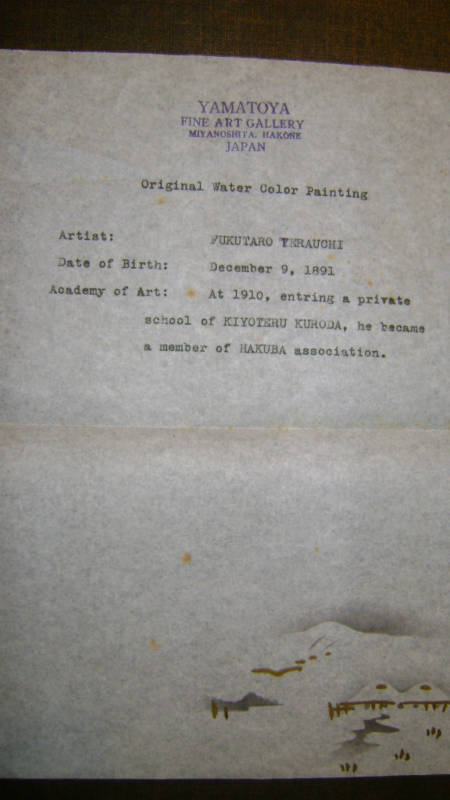 YAMATOYA
FINE ART GALLERY
MIYANOSHITA, HAKONE
JAPAN
Original Water Color Painting
Artist: FUKUTARO TERAUCHI
Date of Birth: December 9, 1891
Academy of Art: At 1910, entring a private
school of KIYOTERU KURODA, he became
a member of HAKUBA association.